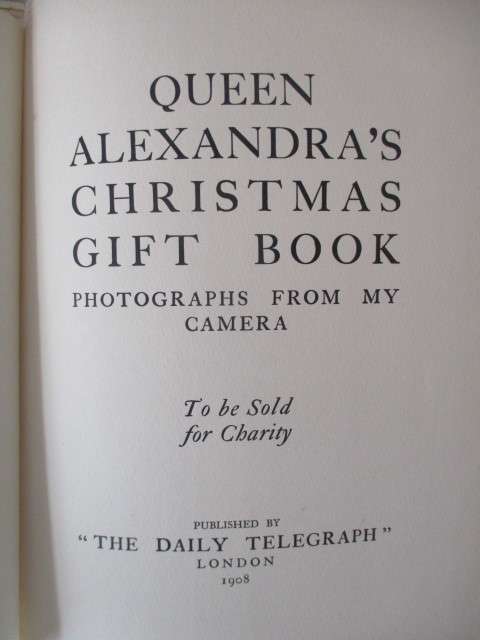 QUEEN
ALEXANDRA'S
CHRISTMAS
GIFT BOOK
PHOTOGRAPHS FROM MY
CAMERA
To be Sold
for Charity
PUBLISHED BY
"THE DAILY TELEGRAPH"
LONDON
1908